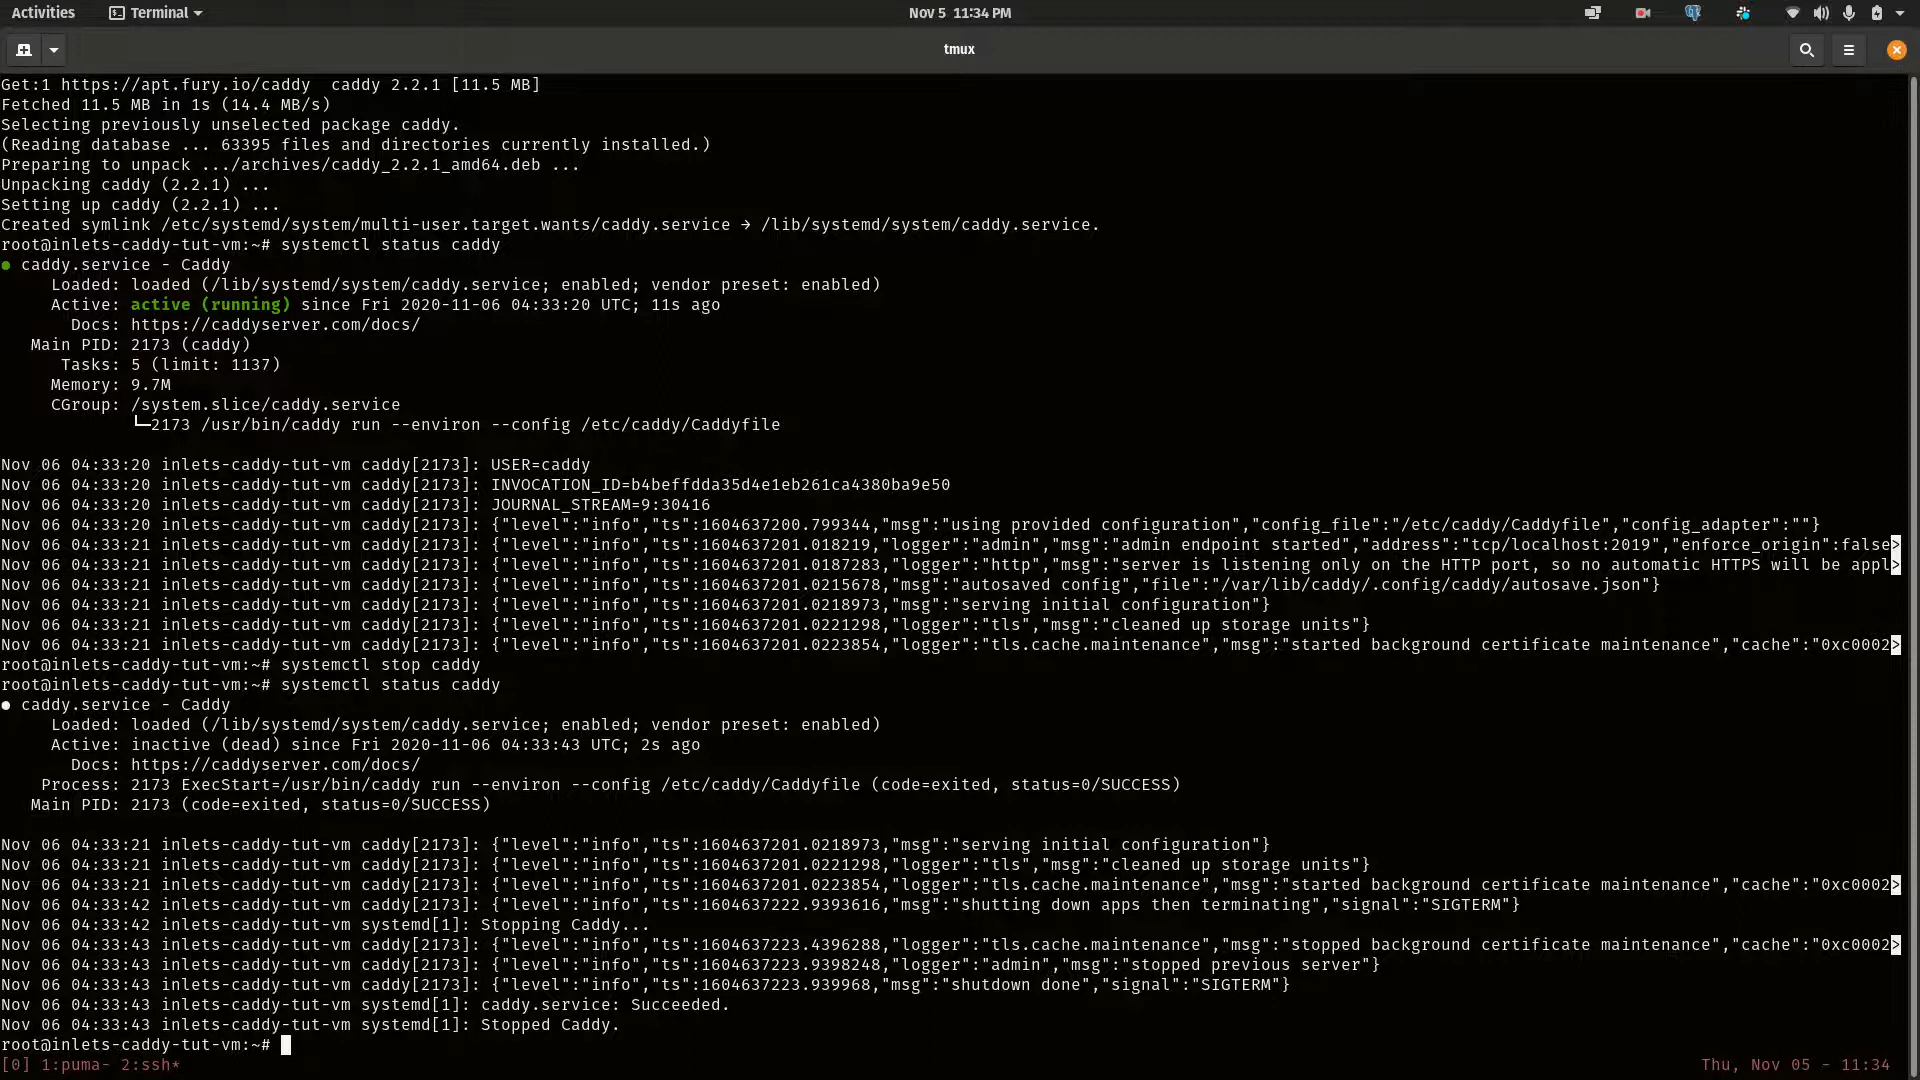 Activities Terminal Nov 5 11:34 PM
tmux
Get:1 https://apt.fury.io/caddy  caddy 2.2.1 [11.5 MB]
Fetched 11.5 MB in 1s (14.4 MB/s)
Selecting previously unselected package caddy.
(Reading database ... 63395 files and directories currently installed.)
Preparing to unpack .../archives/caddy_2.2.1_amd64.deb ...
Unpacking caddy (2.2.1) ...
Setting up caddy (2.2.1) ...
Created symlink /etc/systemd/system/multi-user.target.wants/caddy.service → /lib/systemd/system/caddy.service.
root@inlets-caddy-tut-vm:~# systemctl status caddy
● caddy.service - Caddy
     Loaded: loaded (/lib/systemd/system/caddy.service; enabled; vendor preset: enabled)
     Active: active (running) since Fri 2020-11-06 04:33:20 UTC; 11s ago
       Docs: https://caddyserver.com/docs/
   Main PID: 2173 (caddy)
      Tasks: 5 (limit: 1137)
     Memory: 9.7M
     CGroup: /system.slice/caddy.service
             └─2173 /usr/bin/caddy run --environ --config /etc/caddy/Caddyfile
Nov 06 04:33:20 inlets-caddy-tut-vm caddy[2173]: USER=caddy
Nov 06 04:33:20 inlets-caddy-tut-vm caddy[2173]: INVOCATION_ID=b4beffdda35d4e1eb261ca4380ba9e50
Nov 06 04:33:20 inlets-caddy-tut-vm caddy[2173]: JOURNAL_STREAM=9:30416
Nov 06 04:33:20 inlets-caddy-tut-vm caddy[2173]: {"level":"info","ts":1604637200.799344,"msg":"using provided configuration","config_file":"/etc/caddy/Caddyfile","config_adapter":""}
Nov 06 04:33:21 inlets-caddy-tut-vm caddy[2173]: {"level":"info","ts":1604637201.018219,"logger":"admin","msg":"admin endpoint started","address":"tcp/localhost:2019","enforce_origin":false>
Nov 06 04:33:21 inlets-caddy-tut-vm caddy[2173]: {"level":"info","ts":1604637201.0187283,"logger":"http","msg":"server is listening only on the HTTP port, so no automatic HTTPS will be appl>
Nov 06 04:33:21 inlets-caddy-tut-vm caddy[2173]: {"level":"info","ts":1604637201.0215678,"msg":"autosaved config","file":"/var/lib/caddy/.config/caddy/autosave.json"}
Nov 06 04:33:21 inlets-caddy-tut-vm caddy[2173]: {"level":"info","ts":1604637201.0218973,"msg":"serving initial configuration"}
Nov 06 04:33:21 inlets-caddy-tut-vm caddy[2173]: {"level":"info","ts":1604637201.0221298,"logger":"tls","msg":"cleaned up storage units"}
Nov 06 04:33:21 inlets-caddy-tut-vm caddy[2173]: {"level":"info","ts":1604637201.0223854,"logger":"tls.cache.maintenance","msg":"started background certificate maintenance","cache":"0xc0002>
root@inlets-caddy-tut-vm:~# systemctl stop caddy
root@inlets-caddy-tut-vm:~# systemctl status caddy
● caddy.service - Caddy
     Loaded: loaded (/lib/systemd/system/caddy.service; enabled; vendor preset: enabled)
     Active: inactive (dead) since Fri 2020-11-06 04:33:43 UTC; 2s ago
       Docs: https://caddyserver.com/docs/
    Process: 2173 ExecStart=/usr/bin/caddy run --environ --config /etc/caddy/Caddyfile (code=exited, status=0/SUCCESS)
   Main PID: 2173 (code=exited, status=0/SUCCESS)
Nov 06 04:33:21 inlets-caddy-tut-vm caddy[2173]: {"level":"info","ts":1604637201.0218973,"msg":"serving initial configuration"}
Nov 06 04:33:21 inlets-caddy-tut-vm caddy[2173]: {"level":"info","ts":1604637201.0221298,"logger":"tls","msg":"cleaned up storage units"}
Nov 06 04:33:21 inlets-caddy-tut-vm caddy[2173]: {"level":"info","ts":1604637201.0223854,"logger":"tls.cache.maintenance","msg":"started background certificate maintenance","cache":"0xc0002>
Nov 06 04:33:42 inlets-caddy-tut-vm caddy[2173]: {"level":"info","ts":1604637222.9393616,"msg":"shutting down apps then terminating","signal":"SIGTERM"}
Nov 06 04:33:42 inlets-caddy-tut-vm systemd[1]: Stopping Caddy...
Nov 06 04:33:43 inlets-caddy-tut-vm caddy[2173]: {"level":"info","ts":1604637223.4396288,"logger":"tls.cache.maintenance","msg":"stopped background certificate maintenance","cache":"0xc0002>
Nov 06 04:33:43 inlets-caddy-tut-vm caddy[2173]: {"level":"info","ts":1604637223.9398248,"logger":"admin","msg":"stopped previous server"}
Nov 06 04:33:43 inlets-caddy-tut-vm caddy[2173]: {"level":"info","ts":1604637223.939968,"msg":"shutdown done","signal":"SIGTERM"}
Nov 06 04:33:43 inlets-caddy-tut-vm systemd[1]: caddy.service: Succeeded.
Nov 06 04:33:43 inlets-caddy-tut-vm systemd[1]: Stopped Caddy.
root@inlets-caddy-tut-vm:~#
[0] 1:puma- 2:ssh* Thu, Nov 05 - 11:34